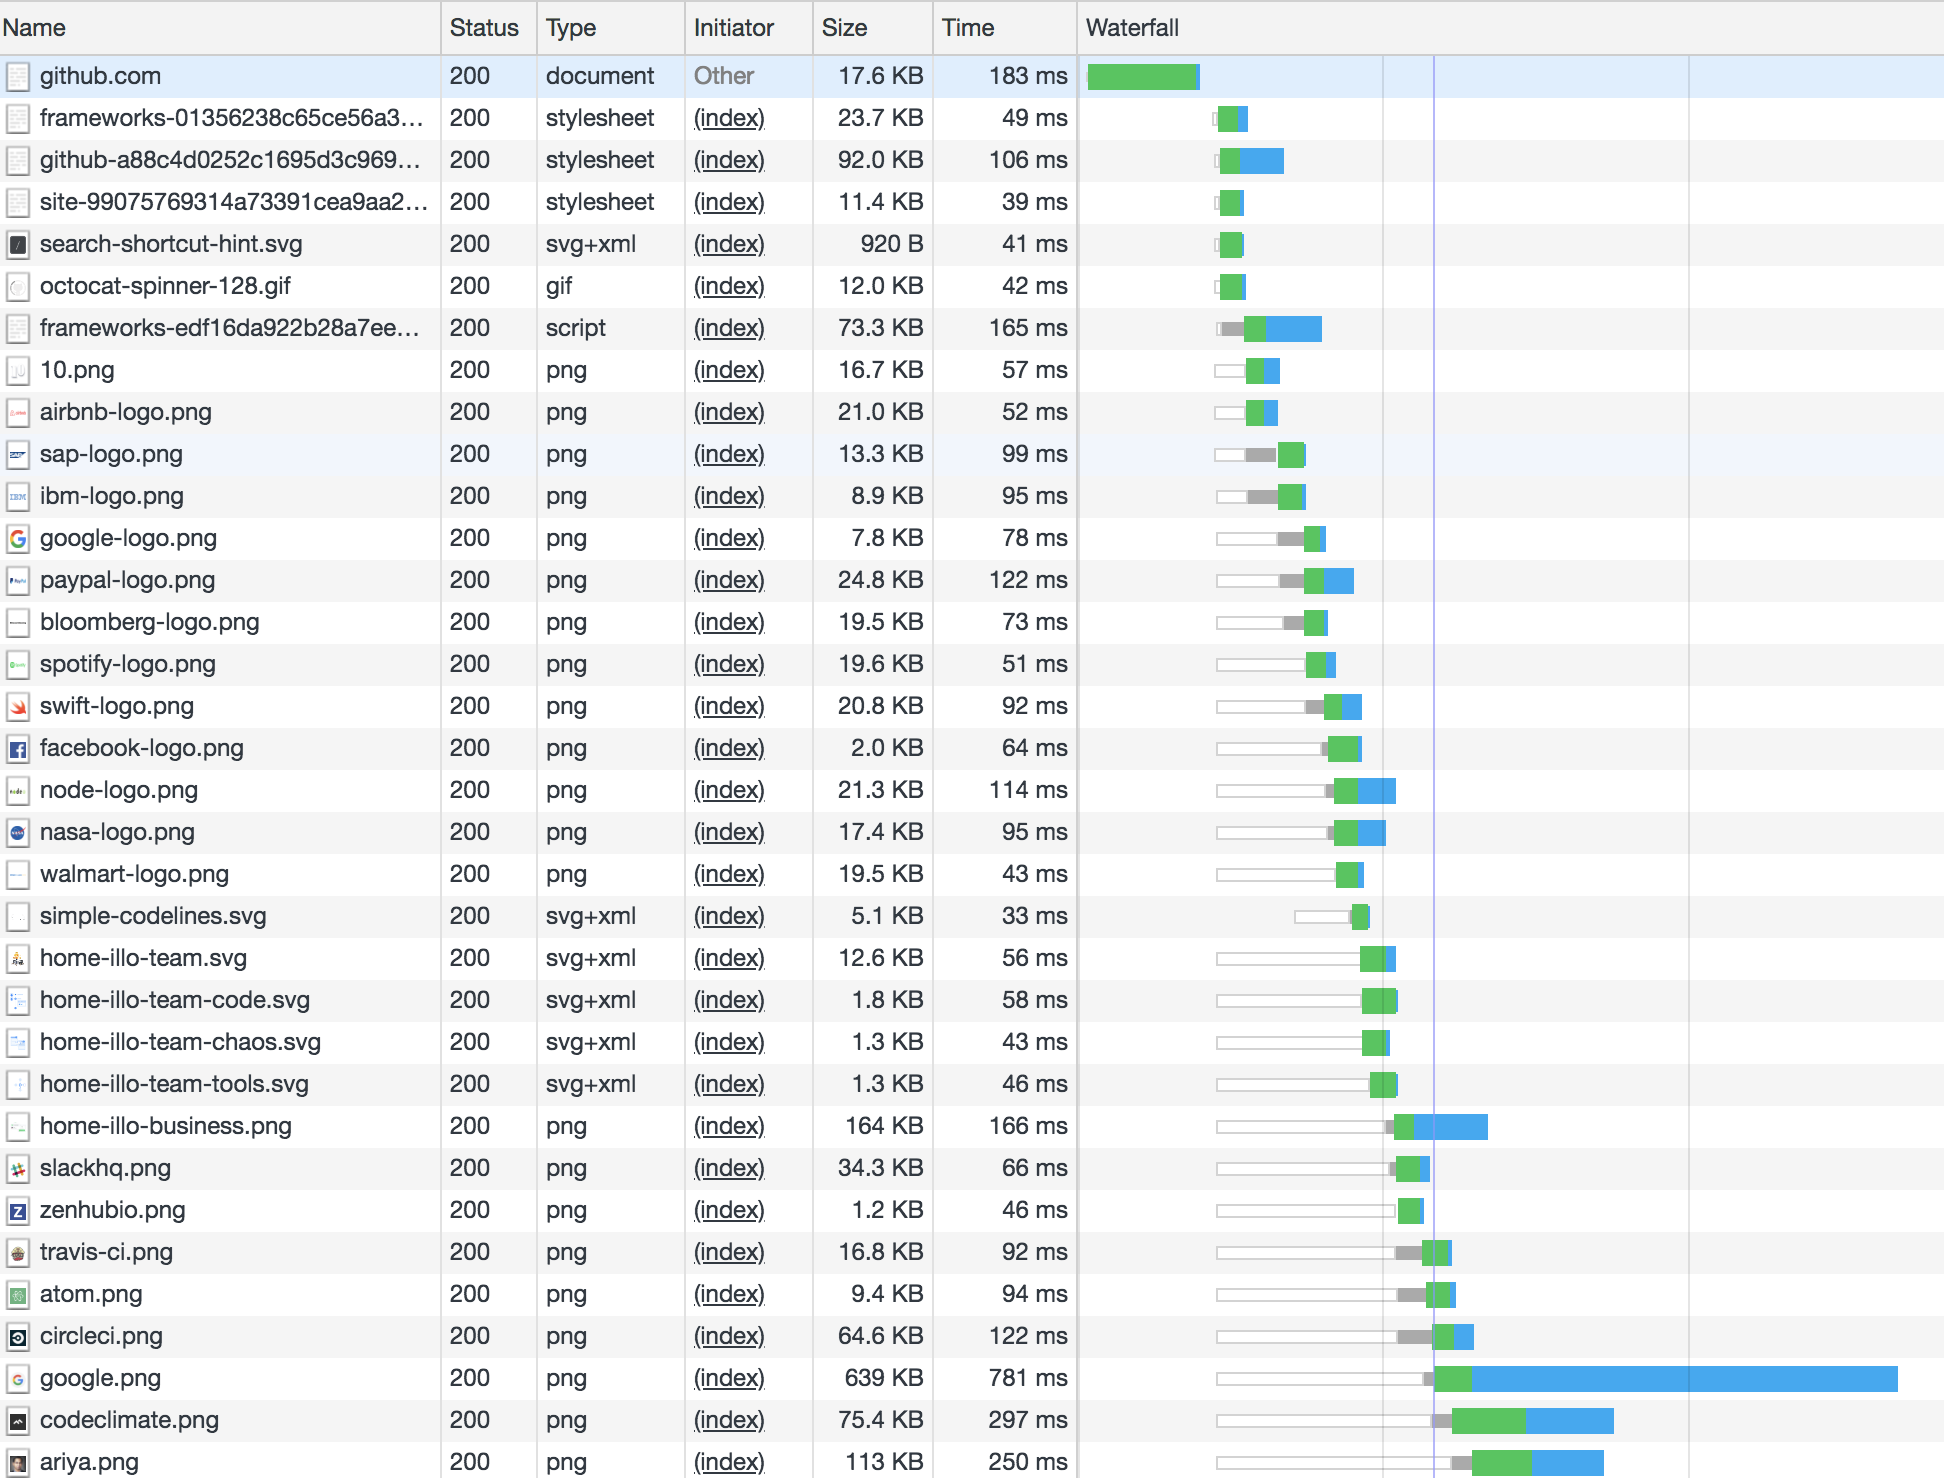 Name Status Type Initiator Size Time Waterfall
github.com 200 document Other 17.6 KB 183 ms
frameworks-01356238c65ce56a3... 200 stylesheet (index) 23.7 KB 49 ms
github-a88c4d0252c1695d3c969... 200 stylesheet (index) 92.0 KB 106 ms
site-99075769314a73391cea9aa2... 200 stylesheet (index) 11.4 KB 39 ms
search-shortcut-hint.svg 200 svg+xml (index) 920 B 41 ms
octocat-spinner-128.gif 200 gif (index) 12.0 KB 42 ms
frameworks-edf16da922b28a7ee... 200 script (index) 73.3 KB 165 ms
10.png 200 png (index) 16.7 KB 57 ms
airbnb-logo.png 200 png (index) 21.0 KB 52 ms
sap-logo.png 200 png (index) 13.3 KB 99 ms
ibm-logo.png 200 png (index) 8.9 KB 95 ms
google-logo.png 200 png (index) 7.8 KB 78 ms
paypal-logo.png 200 png (index) 24.8 KB 122 ms
bloomberg-logo.png 200 png (index) 19.5 KB 73 ms
spotify-logo.png 200 png (index) 19.6 KB 51 ms
swift-logo.png 200 png (index) 20.8 KB 92 ms
facebook-logo.png 200 png (index) 2.0 KB 64 ms
node-logo.png 200 png (index) 21.3 KB 114 ms
nasa-logo.png 200 png (index) 17.4 KB 95 ms
walmart-logo.png 200 png (index) 19.5 KB 43 ms
simple-codelines.svg 200 svg+xml (index) 5.1 KB 33 ms
home-illo-team.svg 200 svg+xml (index) 12.6 KB 56 ms
home-illo-team-code.svg 200 svg+xml (index) 1.8 KB 58 ms
home-illo-team-chaos.svg 200 svg+xml (index) 1.3 KB 43 ms
home-illo-team-tools.svg 200 svg+xml (index) 1.3 KB 46 ms
home-illo-business.png 200 png (index) 164 KB 166 ms
slackhq.png 200 png (index) 34.3 KB 66 ms
zenhubio.png 200 png (index) 1.2 KB 46 ms
travis-ci.png 200 png (index) 16.8 KB 92 ms
atom.png 200 png (index) 9.4 KB 94 ms
circleci.png 200 png (index) 64.6 KB 122 ms
google.png 200 png (index) 639 KB 781 ms
codeclimate.png 200 png (index) 75.4 KB 297 ms
ariya.png 200 png (index) 113 KB 250 ms